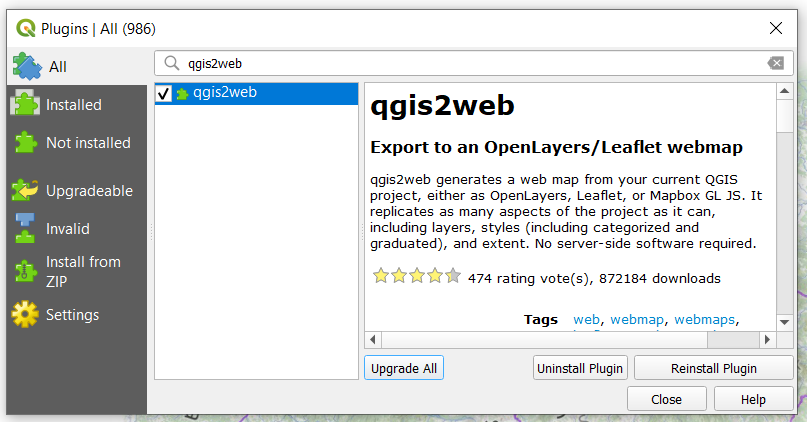 Plugins | All (986)
All
Installed
Not installed
Upgradeable
Invalid
Install from
ZIP
Settings
qgis2web
qgis2web
qgis2web
Export to an OpenLayers/Leaflet webmap
qgis2web generates a web map from your current QGIS
project, either as OpenLayers, Leaflet, or Mapbox GL JS. It
replicates as many aspects of the project as it can,
including layers, styles (including categorized and
graduated), and extent. No server-side software required.
474 rating vote(s), 872184 downloads
Tags web, webmap, webmaps,
Upgrade All
Uninstall Plugin
Reinstall Plugin
Close
Help